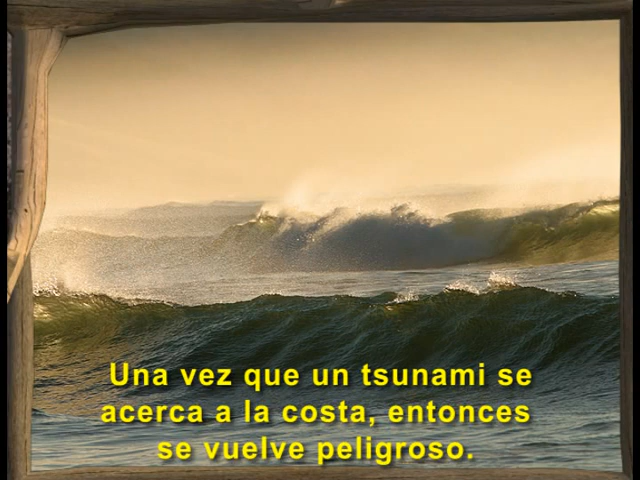 Una vez que un tsunami se
acerca a la costa, entonces
se vuelve peligroso.